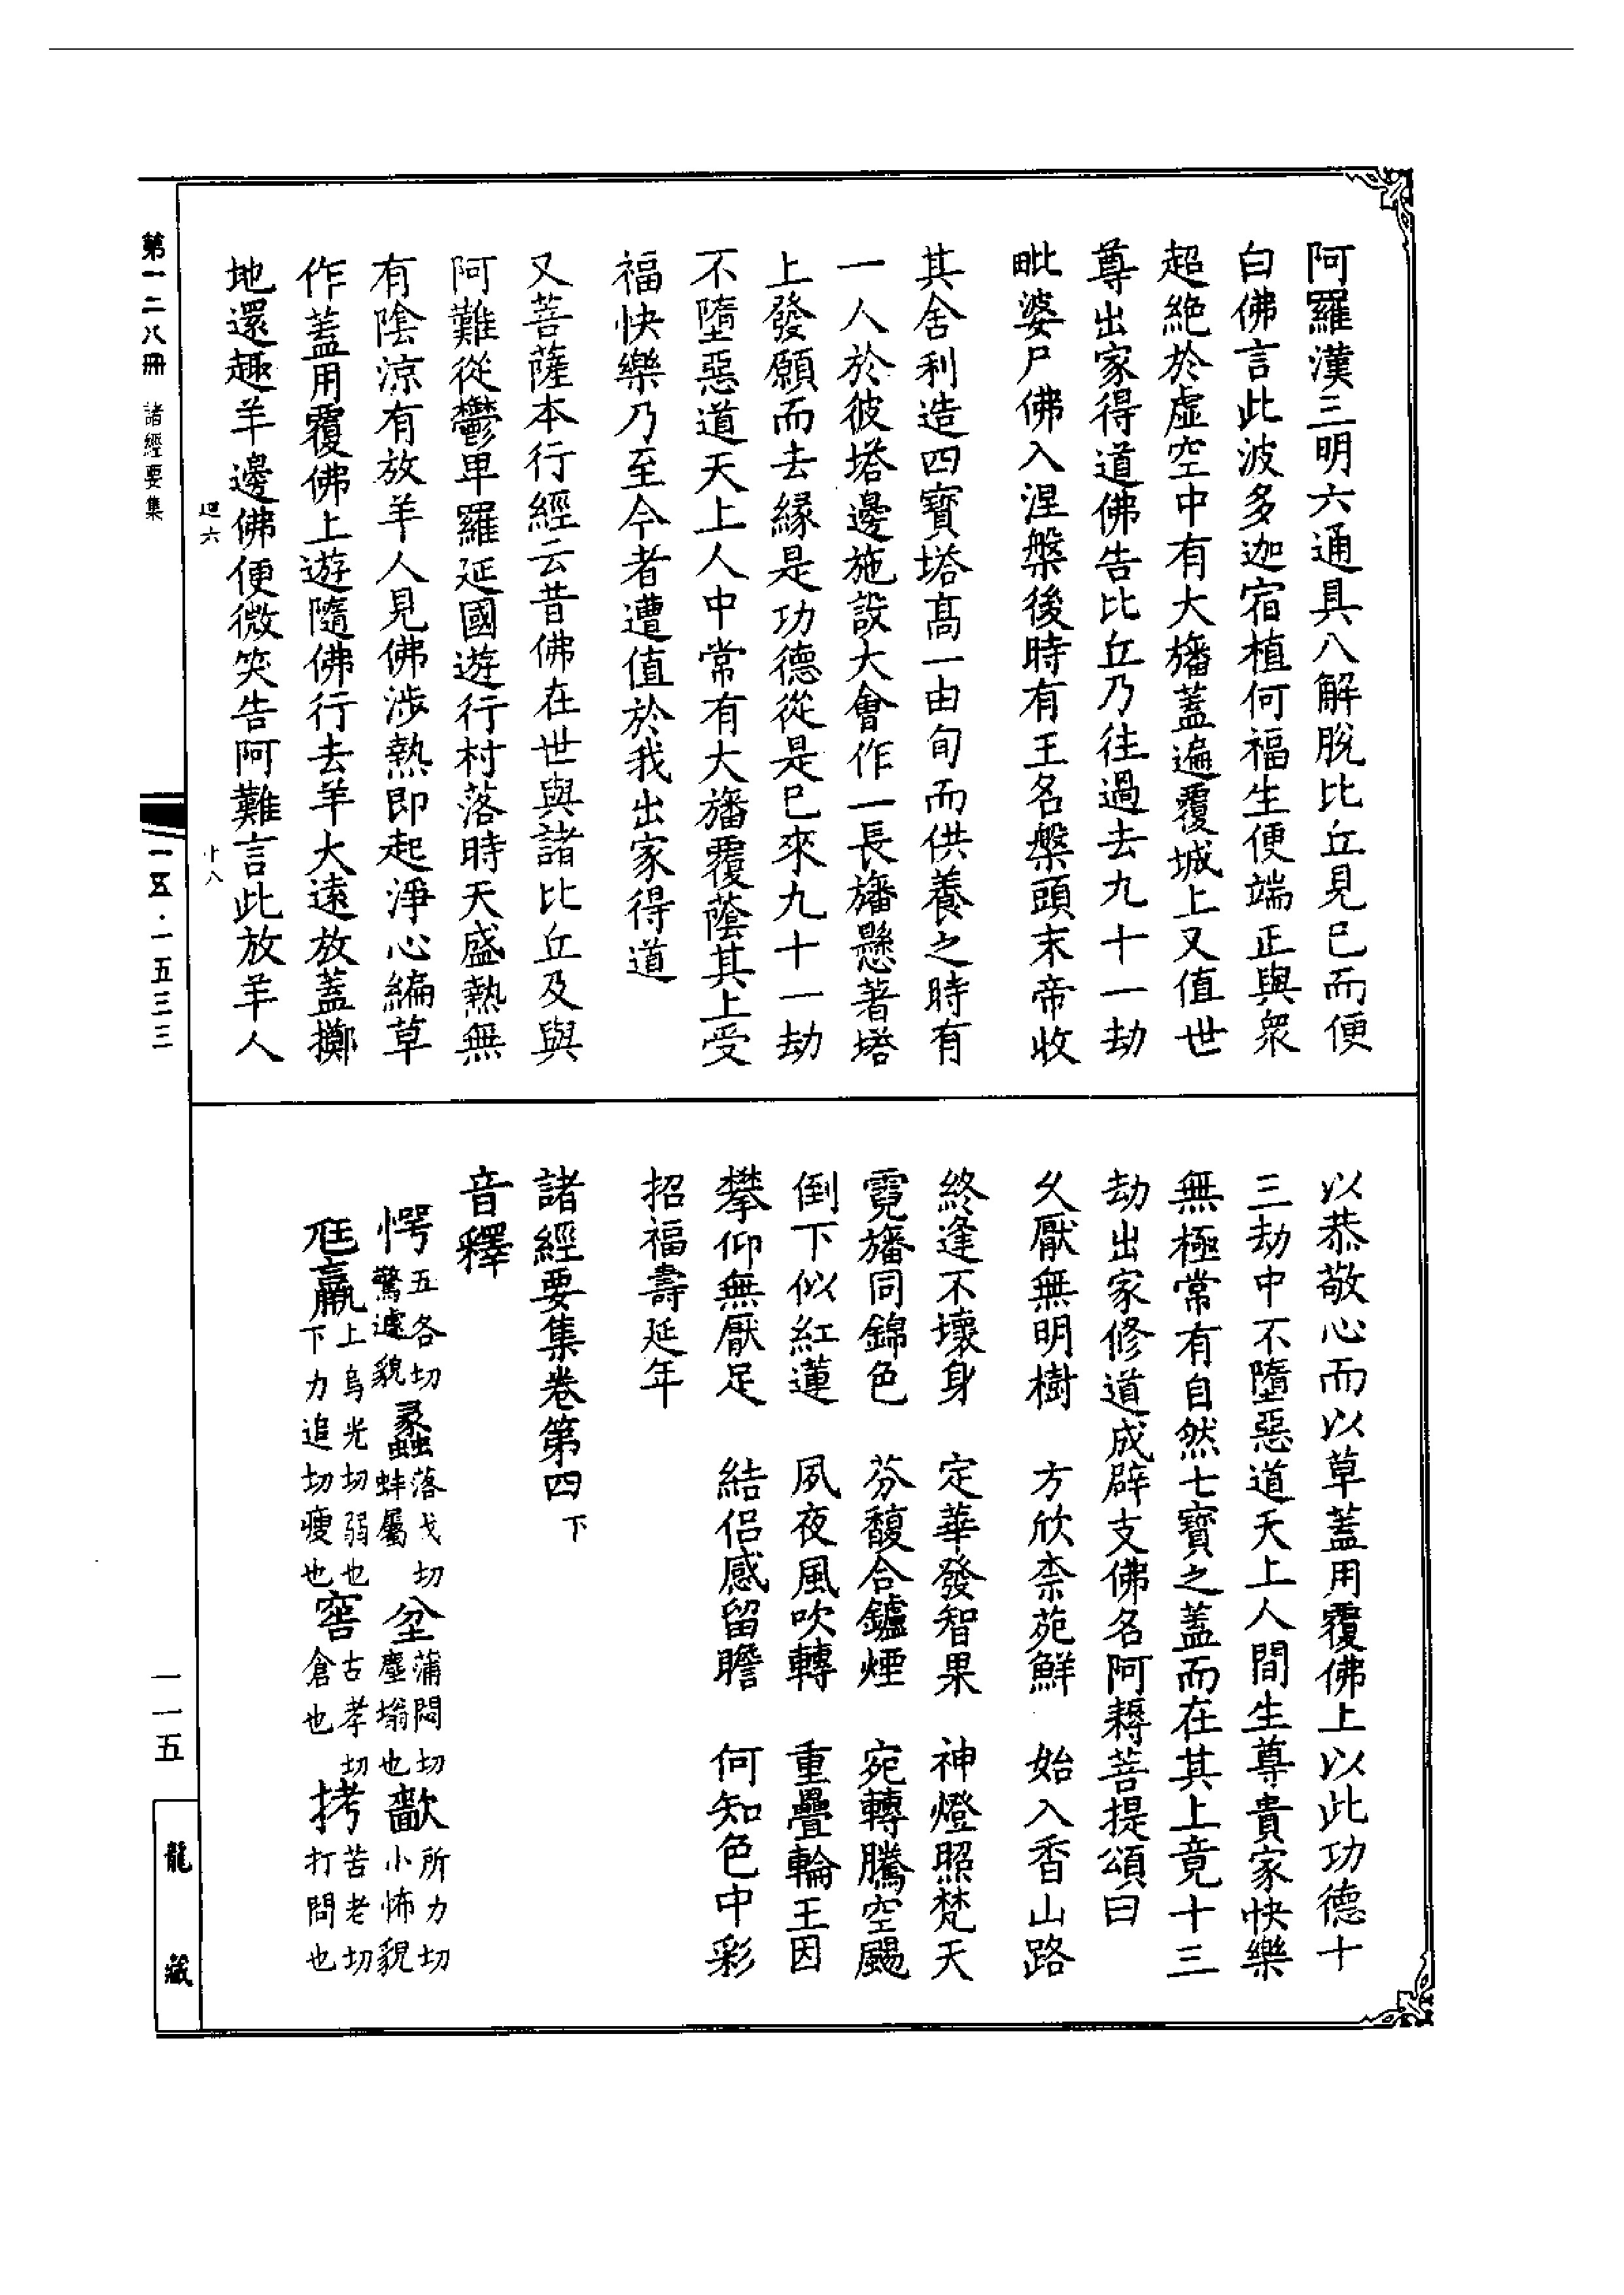 阿羅漢三明六通具八解脫比丘見已而便
白佛言此波多迦宿植何福生便端正與衆
超絶於虛空中有大旛蓋遍覆城上又值世
尊出家得道佛告比丘乃往過去九十一劫
毗婆尸佛入涅槃後時有王名槃頭末帝收
其舍利造四寶塔髙一由旬而供養之時有
一人於彼塔邊施設大會作一長旛懸著塔
上發願而去緣是功德從是已來九十一劫
不墮惡道天上人中常有大旛覆蔭其上受
福快樂乃至今者遭值於我出家得道
又菩薩本行經云昔佛在世與諸比丘及與
阿難從鬱卑羅延國遊行村落時天盛熱無
有陰涼有放羊人見佛涉熱即起淨心編草
作蓋用覆佛上遊隨佛行去羊大遠放蓋擲
地還趣羊邊佛便微笑告阿難言此放羊人
以恭敬心而以草蓋用覆佛上以此功德十
三劫中不墮惡道天上人間生尊貴家快樂
無極常有自然七寶之蓋而在其上竟十三
劫出家修道成辟支佛名阿耨菩提頌曰
久厭無明樹　方欣柰苑鮮　始入香山路
終逢不壞身　定華發智果　神燈照梵天
霓旛同錦色　芬馥合鑪煙　宛轉騰空颺
倒下似紅蓮　夙夜風吹轉　重疊輪王因
攀仰無厭足　結侶感留瞻　何知色中彩
招福壽延年
諸經要集卷第四下
音釋
愕五各切驚遽貌　蠡落戈切蚌屬　坌蒲悶切塵塕也　歗所力切小怖貌
尪羸上烏光切弱也下力追切瘦也　窖古孝切倉也　拷苦老切打問也
第一二八冊　諸經要集
迴六
十八
一五·一五三三
一一五
龍藏